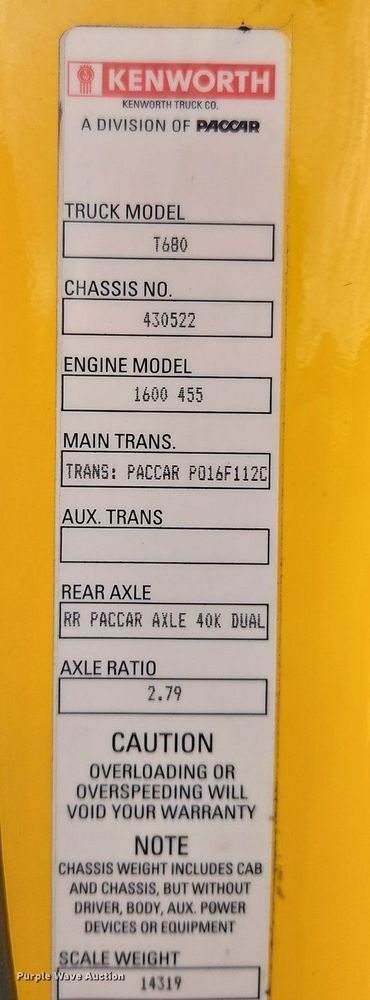 KENWORTH
KENWORTH TRUCK CO.
A DIVISION OF PACCAR
TRUCK MODEL
T680
CHASSIS NO.
430522
ENGINE MODEL
1600 455
MAIN TRANS.
TRANS: PACCAR PO16F112C
AUX. TRANS
REAR AXLE
RR PACCAR AXLE 40K DUAL
AXLE RATIO
2.79
CAUTION
OVERLOADING OR
OVERSPEEDING WILL
VOID YOUR WARRANTY
NOTE
CHASSIS WEIGHT INCLUDES CAB
AND CHASSIS, BUT WITHOUT
DRIVER, BODY, AUX. POWER
DEVICES OR EQUIPMENT
SCALE WEIGHT
14319
Purple Wave Auction